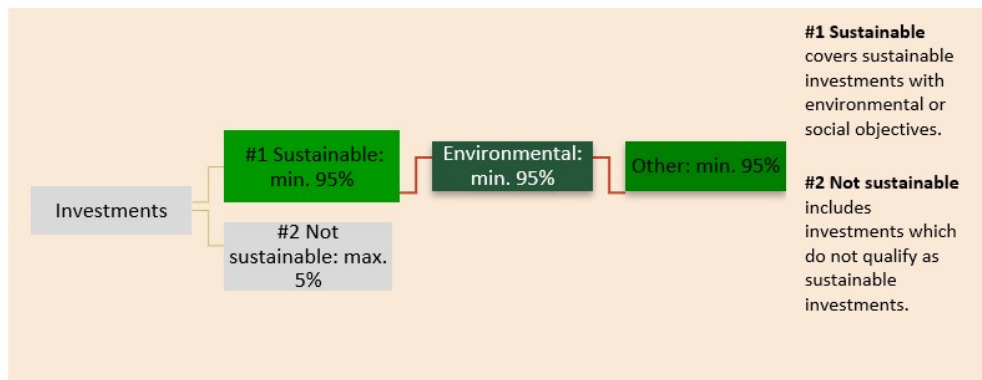 Investments
#1 Sustainable:
min. 95%
#2 Not
sustainable: max.
5%
Environmental:
min. 95%
Other: min. 95%
#1 Sustainable
covers sustainable
investments with
environmental or
social objectives.
#2 Not sustainable
includes
investments which
do not qualify as
sustainable
investments.